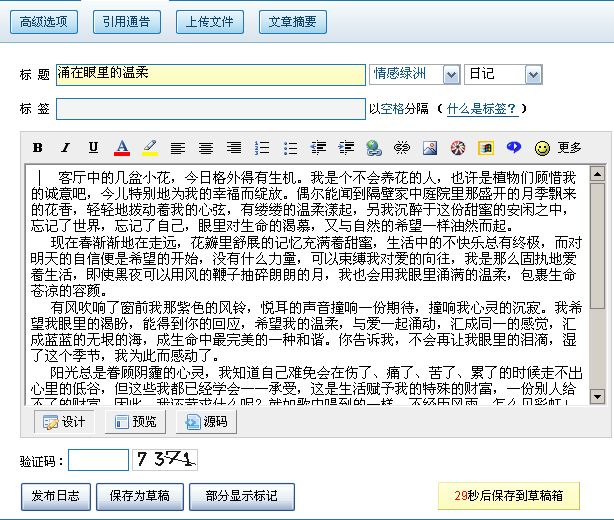 高级选项 引用通告 上传文件 文章摘要
标 题 涌在眼里的温柔 情感绿洲 日记
标 签 以空格分隔 （什么是标签？）
B I U A 更多
客厅中的几盆小花，今日格外得有生机。我是个不会养花的人，也许是植物们顾惜我
的诚意吧，今儿特别地为我的幸福而绽放。偶尔能闻到隔壁家中庭院里那盛开的月季飘来
的花香，轻轻地拨动着我的心弦，有缕缕的温柔漾起，另我沉醉于这份甜蜜的安闲之中，
忘记了世界，忘记了自己，眼里对生命的渴慕，又与自然的希望一样油然而起。
现在春渐渐地在走远，花瓣里舒展的记忆充满着甜蜜，生活中的不快乐总有终极，而对
明天的自信便是希望的开始，没有什么力量，可以束缚我对爱的向往，我是那么固执地爱
着生活，即使黑夜可以用风的鞭子抽碎朗朗的月，我也会用我眼里涌满的温柔，包裹生命
苍凉的容颜。
有风吹响了窗前我那紫色的风铃，悦耳的声音撞响一份期待，撞响我心灵的沉寂。我希
望我眼里的渴盼，能得到你的回应，希望我的温柔，与爱一起涌动，汇成同一的感觉，汇
成蓝蓝的无垠的海，成生命中最完美的一种和谐。你告诉我，不会再让我眼里的泪滴，湿
了这个季节，我为此而感动了。
阳光总是眷顾阴霾的心灵，我知道自己难免会在伤了、痛了、苦了、累了的时候走不出
心里的低谷，但这些我都已经学会一一承受，这是生活赋予我的特殊的财富，一份别人给
不了的财富。因此，我还苛求什么呢？就如歌中唱到的一样，不经历风雨，怎么见彩虹！
设计 预览 源码
验证码： 7371
发布日志 保存为草稿 部分显示标记 29秒后保存到草稿箱